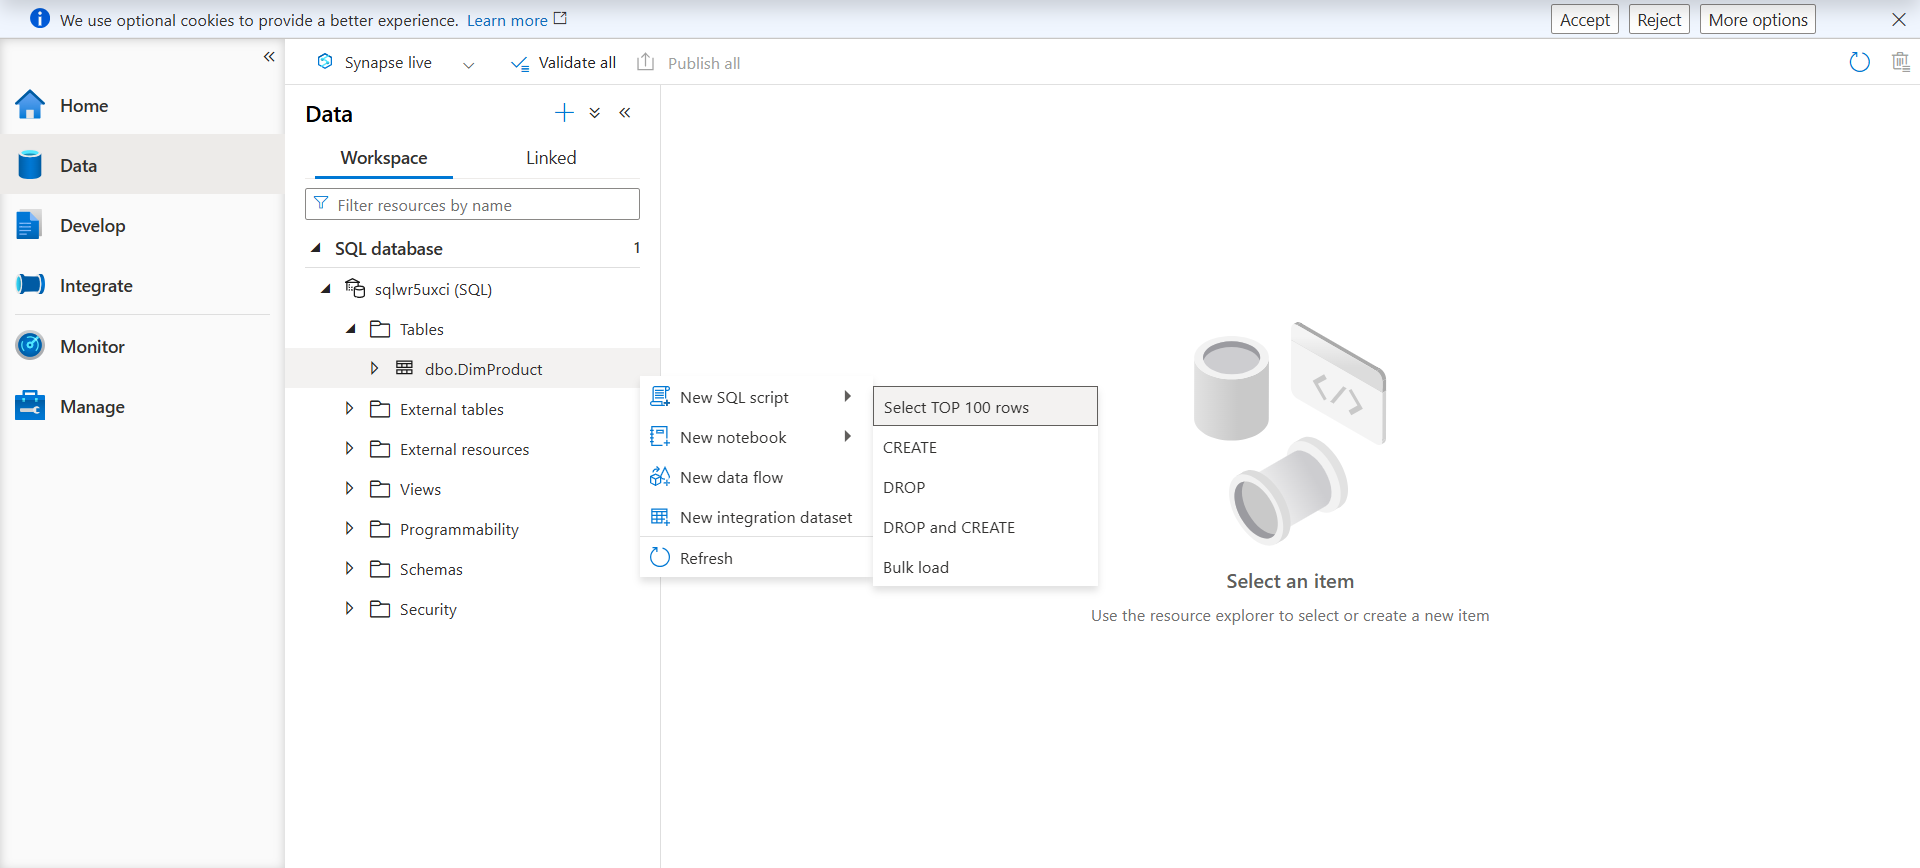 We use optional cookies to provide a better experience. Learn more
Accept
Reject
More options
Synapse live
Validate all
Publish all
Home
Data
Develop
Integrate
Monitor
Manage
Data
Workspace
Linked
Filter resources by name
SQL database 1
sqlwr5uxci (SQL)
Tables
dbo.DimProduct
External tables
External resources
Views
Programmability
Schemas
Security
New SQL script
New notebook
New data flow
New integration dataset
Refresh
Select TOP 100 rows
CREATE
DROP
DROP and CREATE
Bulk load
Select an item
Use the resource explorer to select or create a new item